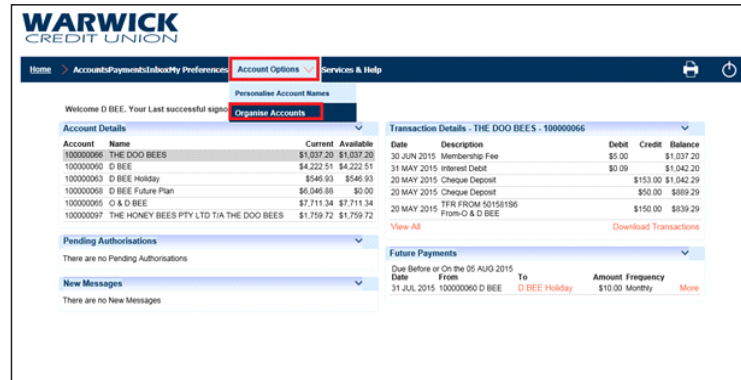 WARWICK
CREDIT UNION
Home > Accounts Payments Inbox My Preferences Account Options Services & Help
Personalise Account Names
Organise Accounts
Welcome D BEE. Your Last successful signo
Account Details
Account Name Current Available
100000066 THE DOO BEES $1,037.20 $1,037.20
100000060 D BEE $4,222.51 $4,222.51
100000063 D BEE Holiday $546.93 $546.93
100000068 D BEE Future Plan $6,046.88 $0.00
100000065 O & D BEE $7,711.34 $7,711.34
100000097 THE HONEY BEES PTY LTD T/A THE DOO BEES $1,759.72 $1,759.72
Pending Authorisations
There are no Pending Authorisations
New Messages
There are no New Messages
Transaction Details - THE DOO BEES - 100000066
Date Description Debit Credit Balance
30 JUN 2015 Membership Fee $5.00 $1,037.20
31 MAY 2015 Interest Debit $0.09 $1,042.20
20 MAY 2015 Cheque Deposit $153.00 $1,042.29
20 MAY 2015 Cheque Deposit $50.00 $889.29
20 MAY 2015 TFR FROM 501581S6 From-O & D BEE $150.00 $839.29
View All Download Transactions
Future Payments
Due Before or On the 05 AUG 2015
Date From To Amount Frequency
31 JUL 2015 100000060 D BEE D BEE Holiday $10.00 Monthly More